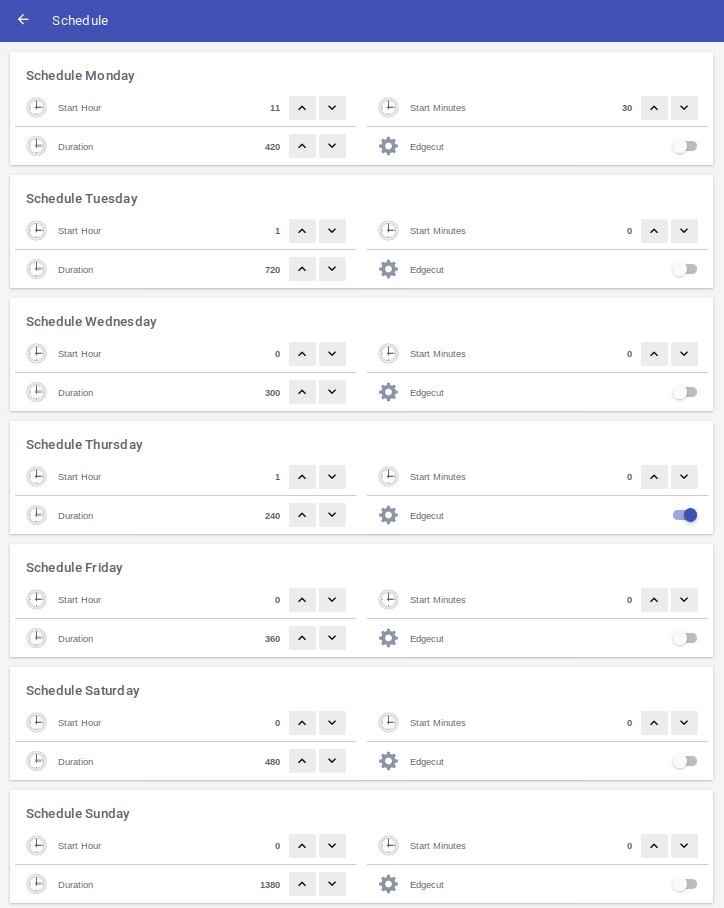 Schedule
Schedule Monday
Start Hour 11 Start Minutes 30
Duration 420 Edgecut
Schedule Tuesday
Start Hour 1 Start Minutes 0
Duration 720 Edgecut
Schedule Wednesday
Start Hour 0 Start Minutes 0
Duration 300 Edgecut
Schedule Thursday
Start Hour 1 Start Minutes 0
Duration 240 Edgecut
Schedule Friday
Start Hour 0 Start Minutes 0
Duration 360 Edgecut
Schedule Saturday
Start Hour 0 Start Minutes 0
Duration 480 Edgecut
Schedule Sunday
Start Hour 0 Start Minutes 0
Duration 1380 Edgecut